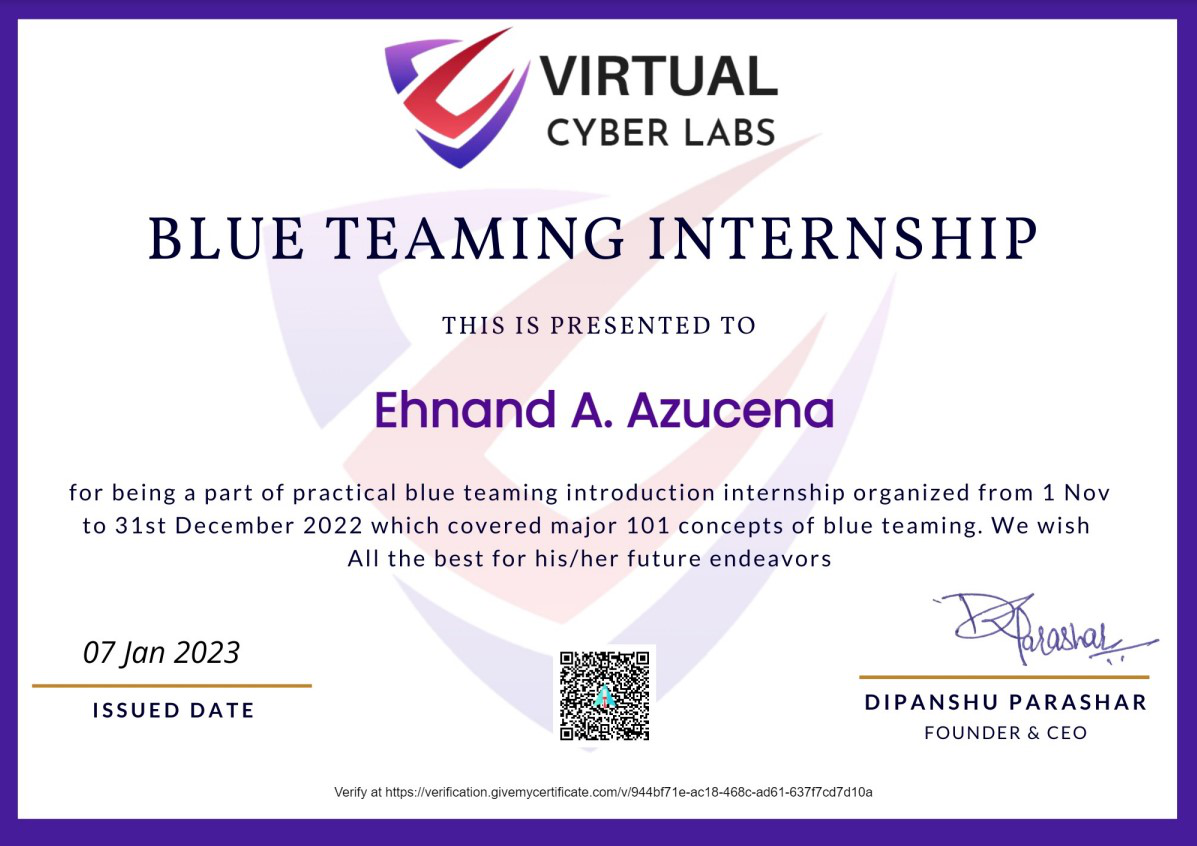 VIRTUAL
CYBER LABS
BLUE TEAMING INTERNSHIP
THIS IS PRESENTED TO
Ehnand A. Azucena
for being a part of practical blue teaming introduction internship organized from 1 Nov
to 31st December 2022 which covered major 101 concepts of blue teaming. We wish
All the best for his/her future endeavors
07 Jan 2023
ISSUED DATE
D Parashar
DIPANSHU PARASHAR
FOUNDER & CEO
Verify at https://verification.givemycertificate.com/v/944bf71e-ac18-468c-ad61-637f7cd7d10a